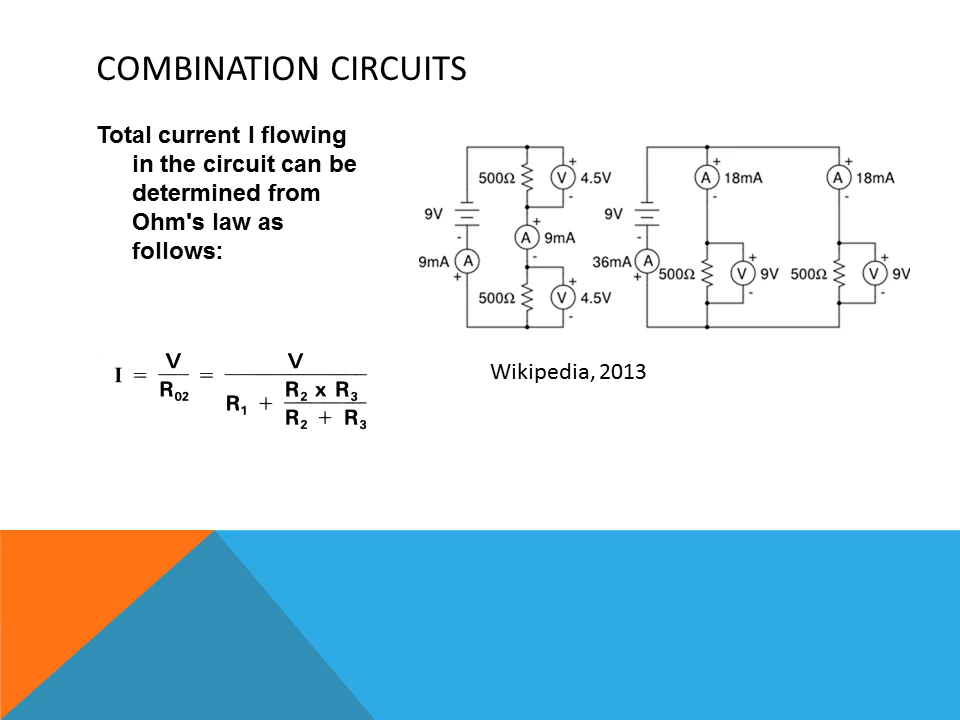 COMBINATION CIRCUITS
Total current I flowing
in the circuit can be
determined from
Ohm's law as
follows:
I = V / R02 = V / (R1 + (R2 x R3) / (R2 + R3))
500Ω V 4.5V
+
-
9V
-
+
A 9mA
-
9mA A
+
500Ω V 4.5V
+
-
9V
-
36mA A
+
A 18mA
+
-
500Ω V 9V
+
-
A 18mA
+
-
500Ω V 9V
+
-
Wikipedia, 2013